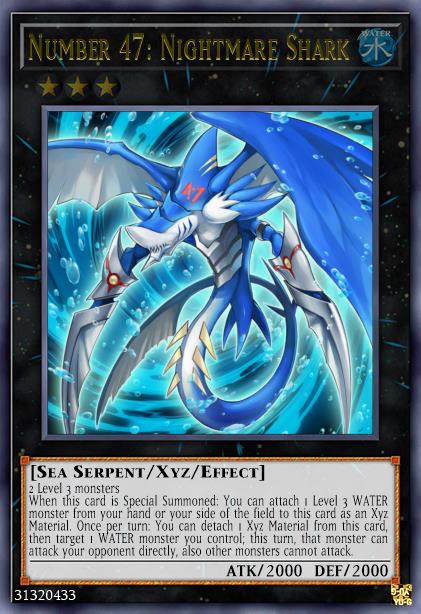 Number 47: Nightmare Shark
WATER
水
47
[Sea Serpent/Xyz/Effect]
2 Level 3 monsters
When this card is Special Summoned: You can attach 1 Level 3 WATER
monster from your hand or your side of the field to this card as an Xyz
Material. Once per turn: You can detach 1 Xyz Material from this card,
then target 1 WATER monster you control; this turn, that monster can
attack your opponent directly, also other monsters cannot attack.
ATK/2000 DEF/2000
31320433